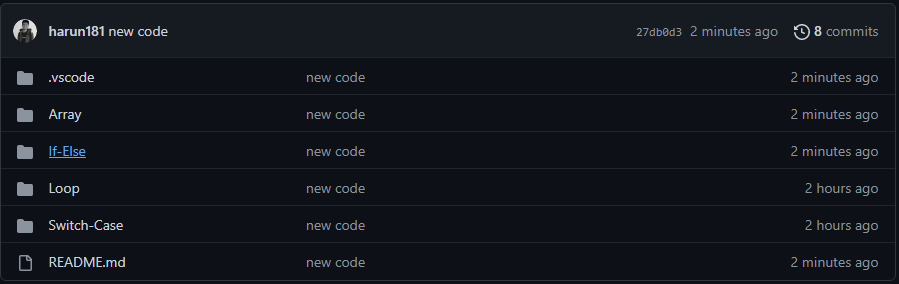 harun181 new code 27db0d3 2 minutes ago 8 commits
.vscode new code 2 minutes ago
Array new code 2 minutes ago
If-Else new code 2 minutes ago
Loop new code 2 hours ago
Switch-Case new code 2 hours ago
README.md new code 2 minutes ago